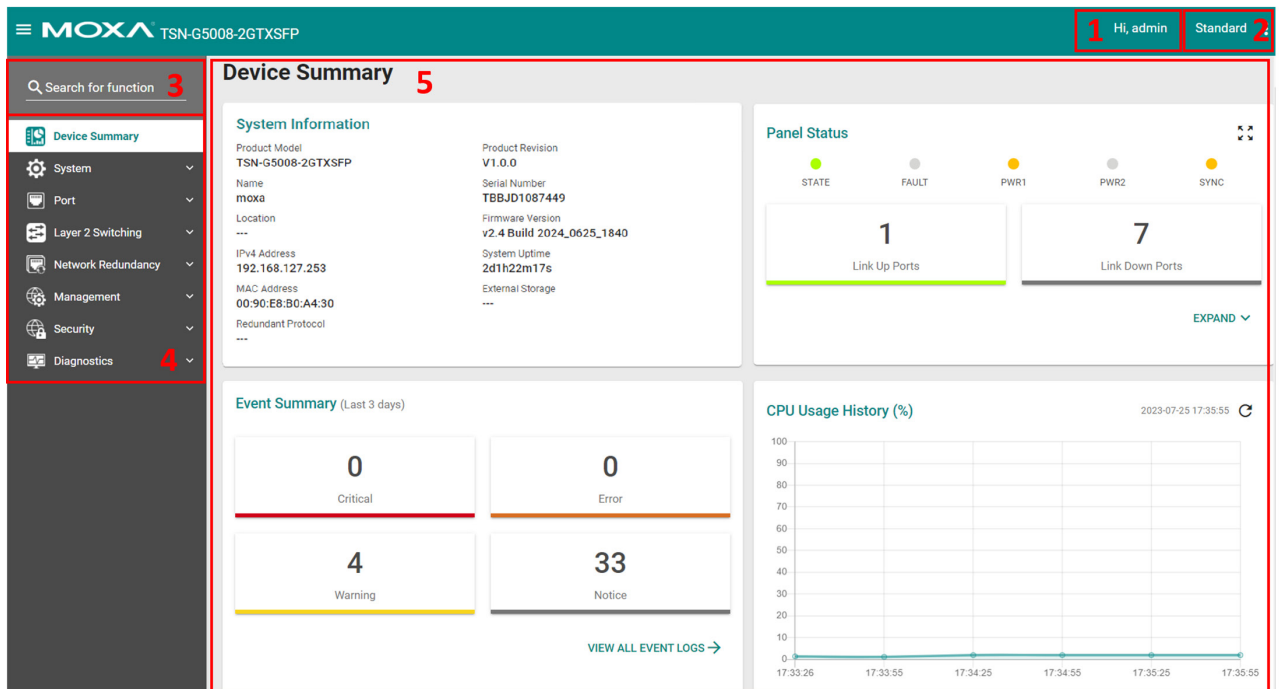 MOXA TSN-G5008-2GTXSFP
1 Hi, admin
Standard 2
Search for function 3
Device Summary
System
Port
Layer 2 Switching
Network Redundancy
Management
Security
Diagnostics
4
Device Summary 5
System Information
Product Model
TSN-G5008-2GTXSFP
Name
moxa
Location
---
IPv4 Address
192.168.127.253
MAC Address
00:90:E8:B0:A4:30
Redundant Protocol
---
Product Revision
V1.0.0
Serial Number
TBBJD1087449
Firmware Version
v2.4 Build 2024_0625_1840
System Uptime
2d1h22m17s
External Storage
---
Panel Status
STATE FAULT PWR1 PWR2 SYNC
1
Link Up Ports
7
Link Down Ports
EXPAND
Event Summary (Last 3 days)
0
Critical
0
Error
4
Warning
33
Notice
VIEW ALL EVENT LOGS
CPU Usage History (%)
2023-07-25 17:35:55
100
90
80
70
60
50
40
30
20
10
0
17:33:26 17:33:55 17:34:25 17:34:55 17:35:25 17:35:55